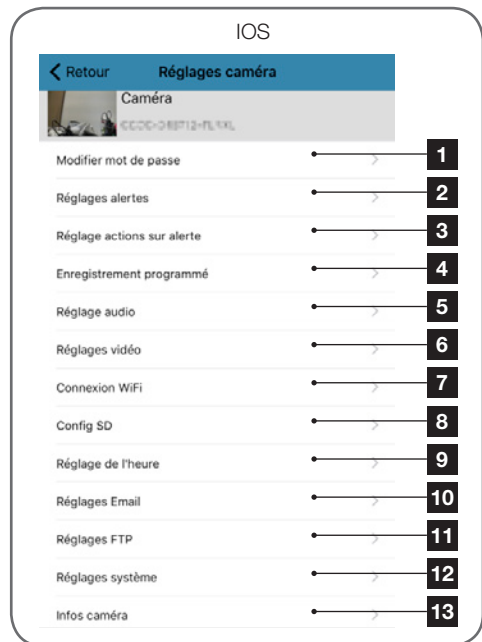 IOS
Retour Réglages caméra
Caméra
Modifier mot de passe 1
Réglages alertes 2
Réglage actions sur alerte 3
Enregistrement programmé 4
Réglage audio 5
Réglages vidéo 6
Connexion WiFi 7
Config SD 8
Réglage de l'heure 9
Réglages Email 10
Réglages FTP 11
Réglages système 12
Infos caméra 13